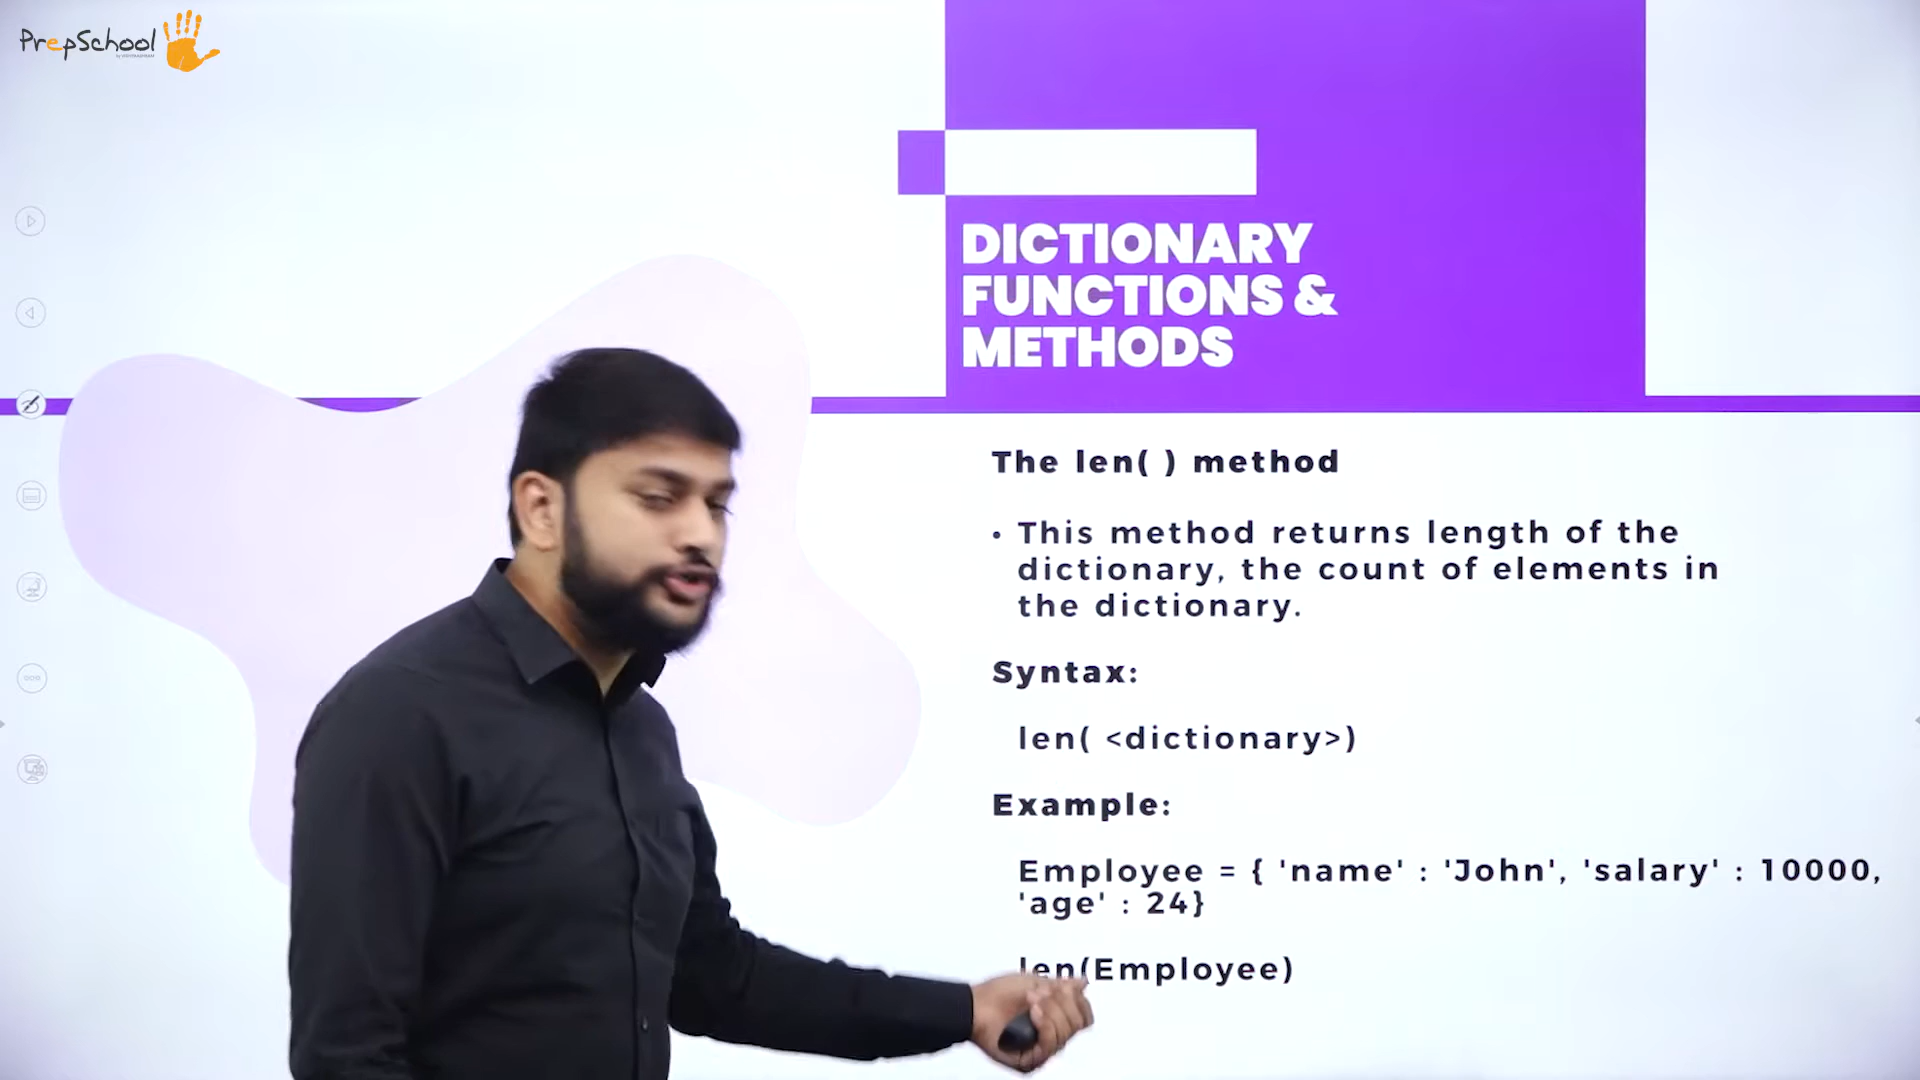 PrepSchool
DICTIONARY
FUNCTIONS &
METHODS
The len( ) method
• This method returns length of the
dictionary, the count of elements in
the dictionary.
Syntax:
len( <dictionary>)
Example:
Employee = { 'name' : 'John', 'salary' : 10000,
'age' : 24}
len(Employee)